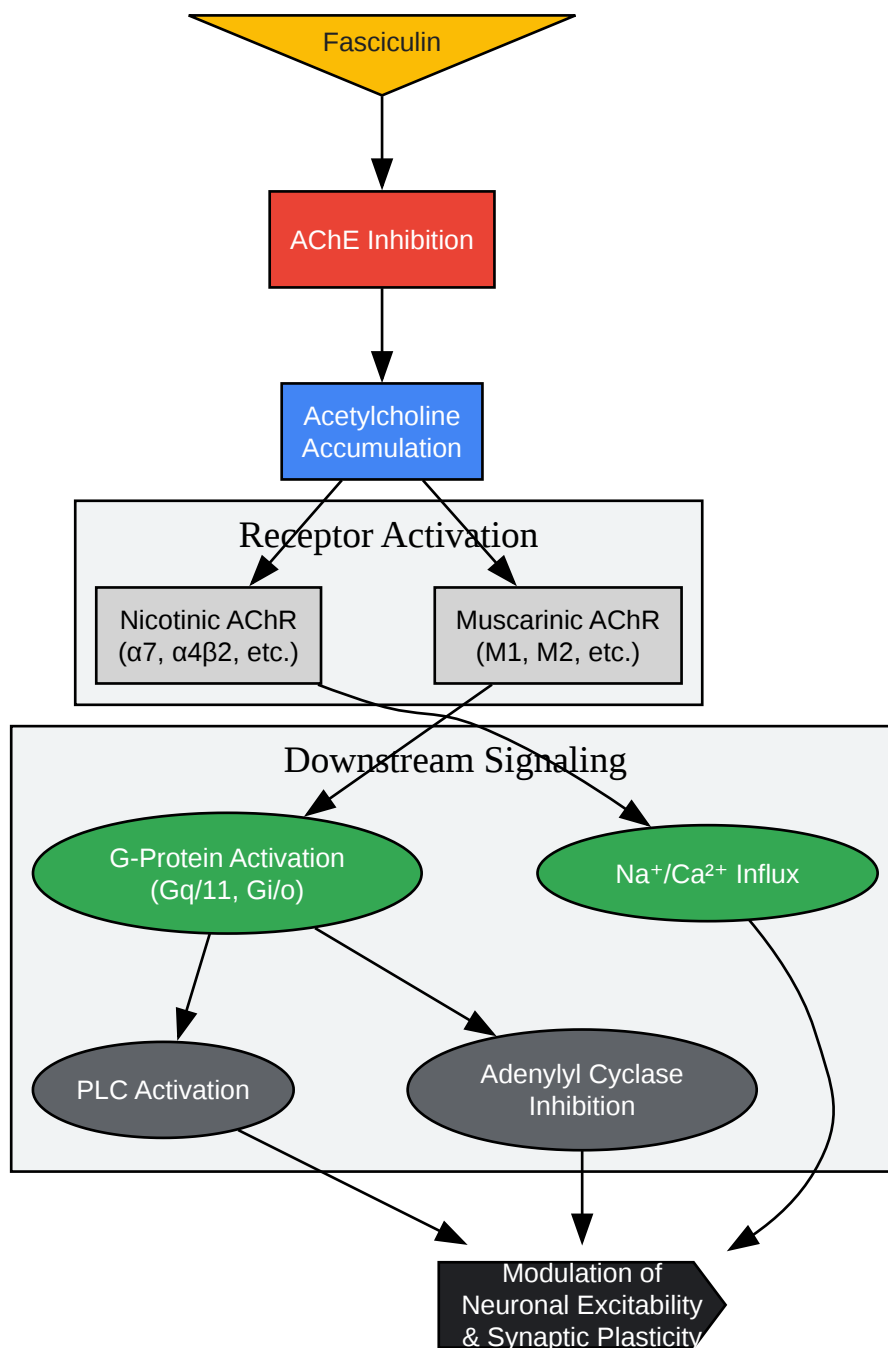 Fasciculin
AChE Inhibition
Acetylcholine
Accumulation
Receptor Activation
Nicotinic AChR
(α7, α4β2, etc.)
Muscarinic AChR
(M1, M2, etc.)
Downstream Signaling
G-Protein Activation
(Gq/11, Gi/o)
Na⁺/Ca²⁺ Influx
PLC Activation
Adenylyl Cyclase
Inhibition
Modulation of
Neuronal Excitability
& Synaptic Plasticity